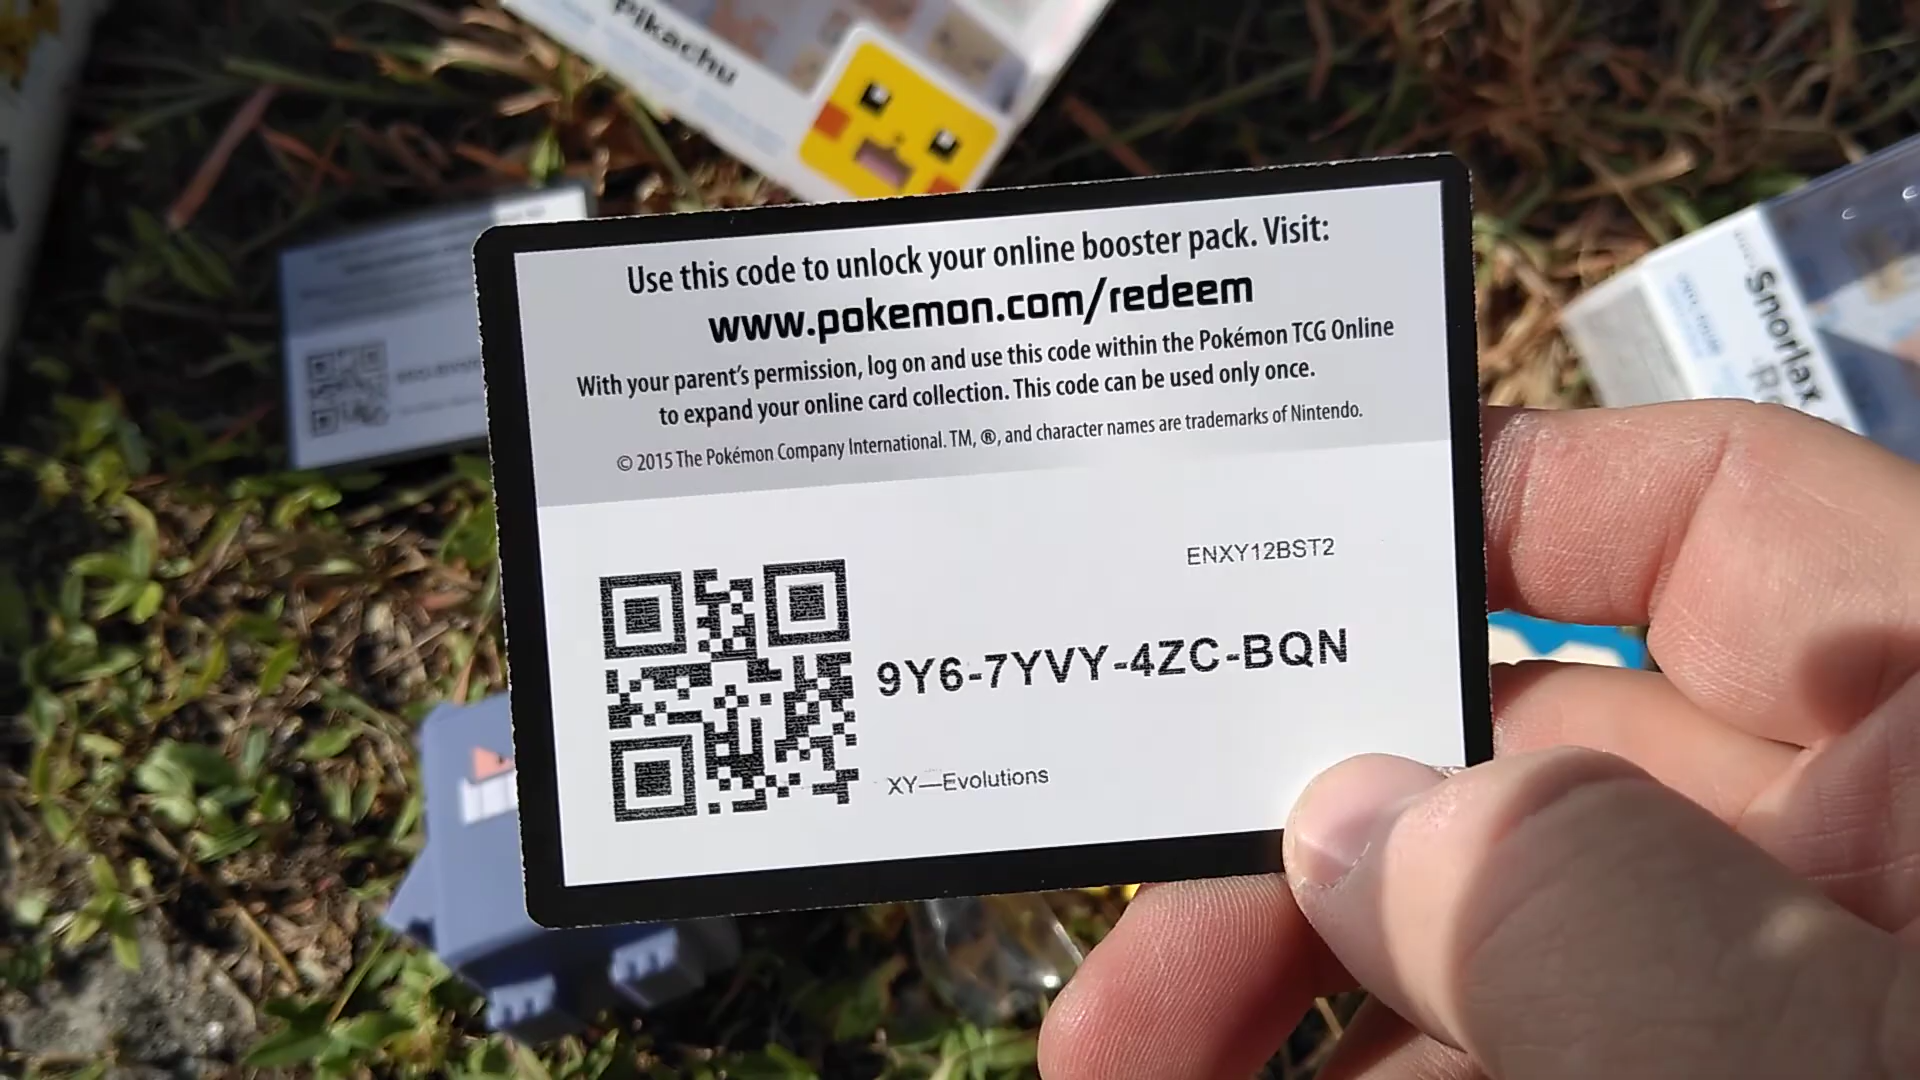 Pikachu
Use this code to unlock your online booster pack. Visit:
www.pokemon.com/redeem
With your parent's permission, log on and use this code within the Pokémon TCG Online
to expand your online card collection. This code can be used only once.
© 2015 The Pokémon Company International. TM, ®, and character names are trademarks of Nintendo.
ENXY12BST2
9Y6-7YVY-4ZC-BQN
XY—Evolutions
Snorlax